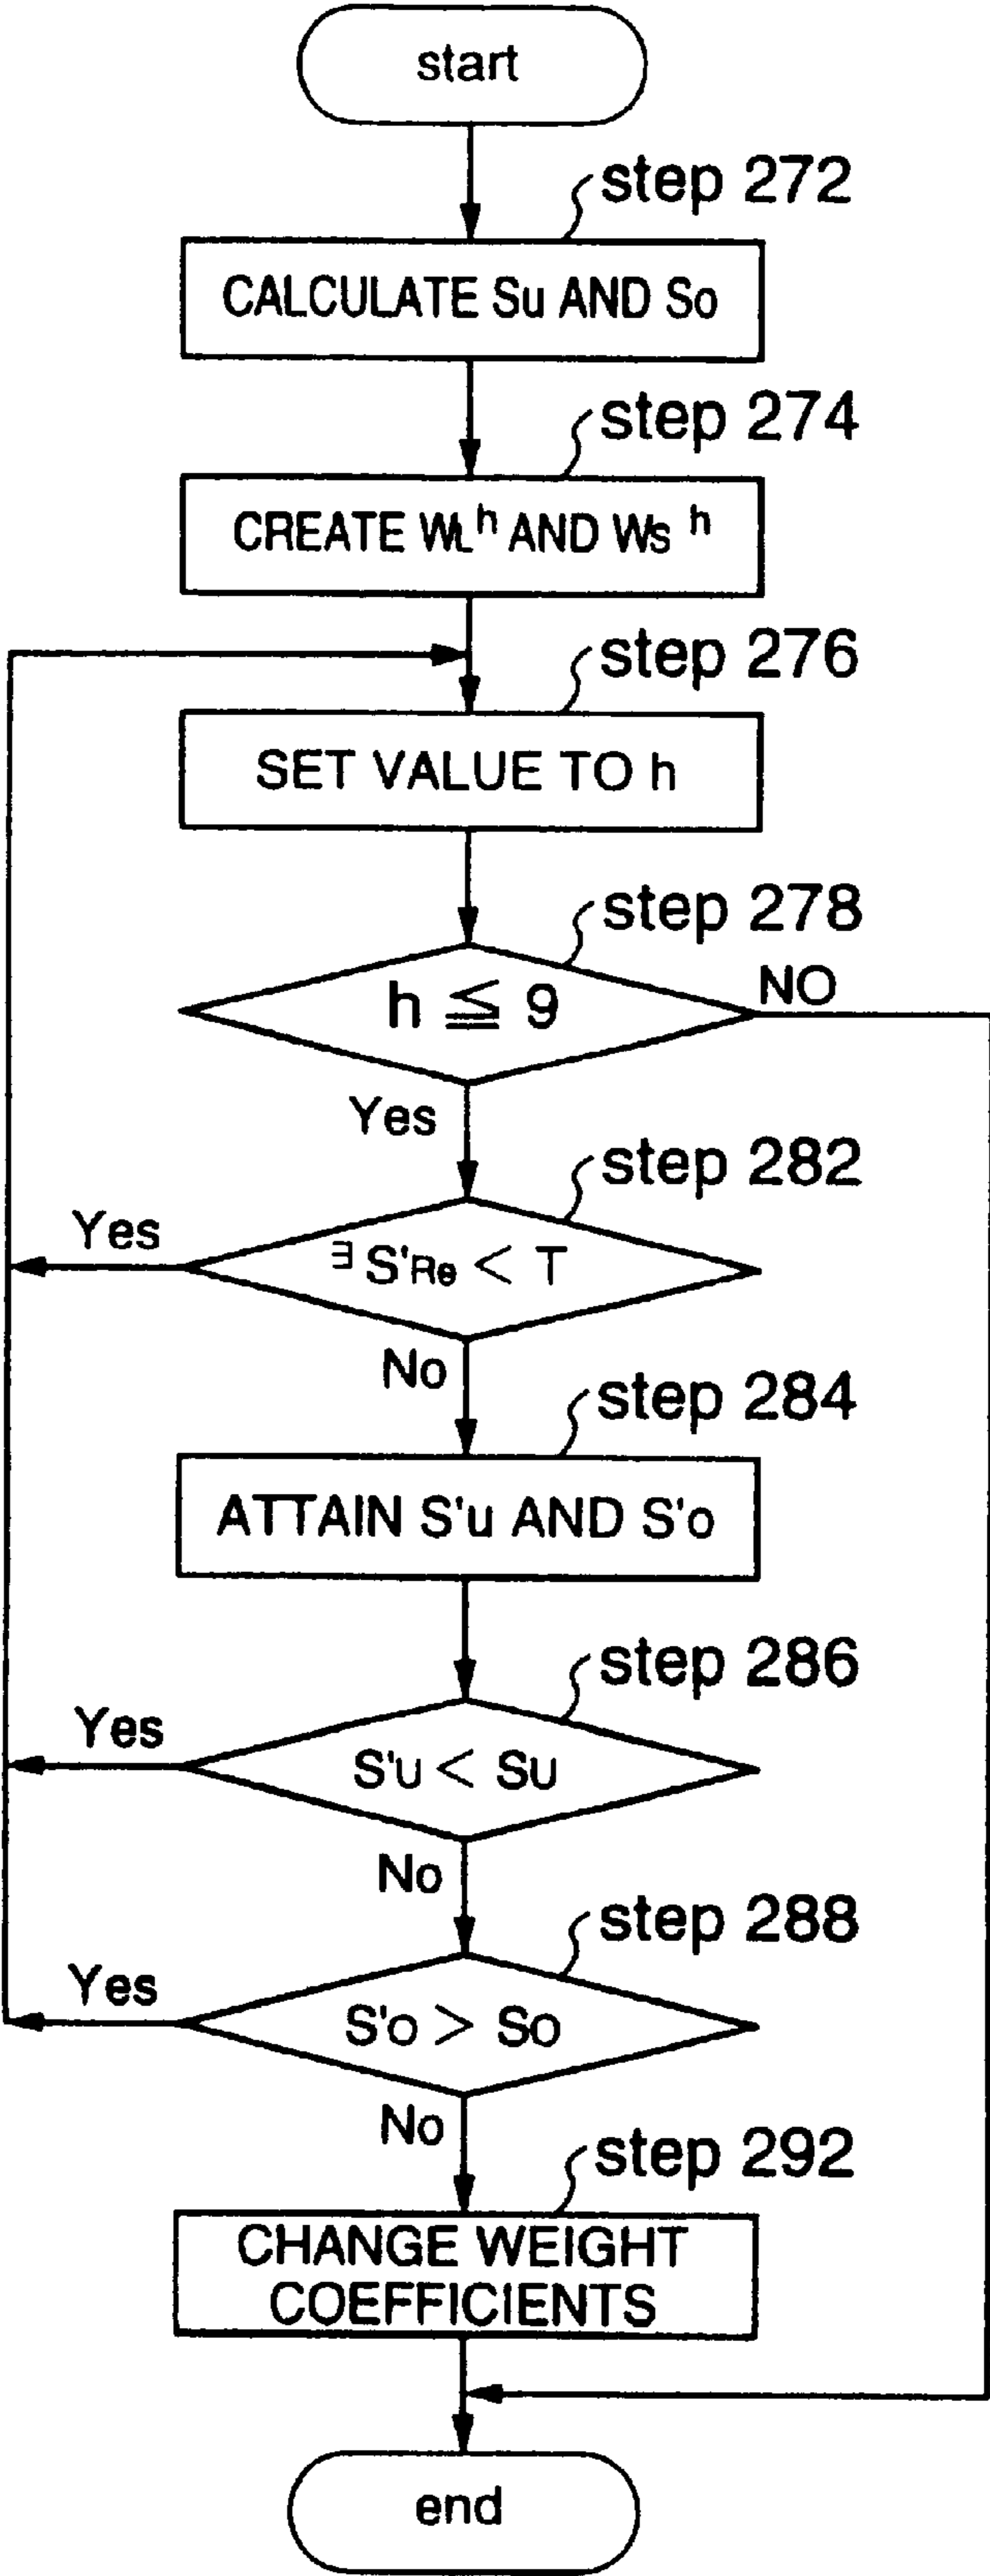 start
step 272
CALCULATE Su AND So
step 274
CREATE WLʰ AND Wsʰ
step 276
SET VALUE TO h
step 278
h ≦ 9
NO
Yes
step 282
∃ S'Re < T
Yes
No
step 284
ATTAIN S'u AND S'o
step 286
S'u < Su
Yes
No
step 288
S'o > So
Yes
No
step 292
CHANGE WEIGHT
COEFFICIENTS
end